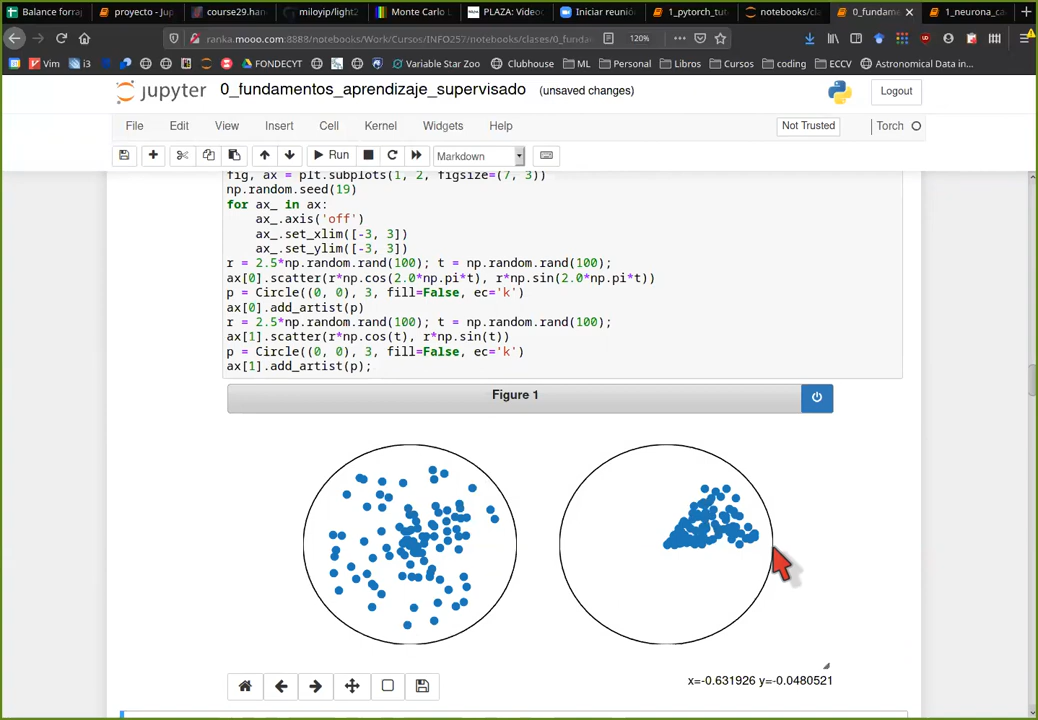 Balance forraj
proyecto - Jup
course29.han
miloyip/light2
Monte Carlo L
PLAZA: Videoc
Iniciar reunió
1_pytorch_tut
notebooks/cla
0_fundam
1_neurona_ca
ranka.mooo.com:8888/notebooks/Work/Cursos/INFO257/notebooks/clases/0_funda
120%
Vim
i3
FONDECYT
Variable Star Zoo
Clubhouse
ML
Personal
Libros
Cursos
coding
ECCV
Astronomical Data in...
jupyter 0_fundamentos_aprendizaje_supervisado (unsaved changes)
Logout
File Edit View Insert Cell Kernel Widgets Help
Not Trusted
Torch
Run
Markdown
fig, ax = plt.subplots(1, 2, figsize=(7, 3))
np.random.seed(19)
for ax_ in ax:
    ax_.axis('off')
    ax_.set_xlim([-3, 3])
    ax_.set_ylim([-3, 3])
r = 2.5*np.random.rand(100); t = np.random.rand(100);
ax[0].scatter(r*np.cos(2.0*np.pi*t), r*np.sin(2.0*np.pi*t))
p = Circle((0, 0), 3, fill=False, ec='k')
ax[0].add_artist(p)
r = 2.5*np.random.rand(100); t = np.random.rand(100);
ax[1].scatter(r*np.cos(t), r*np.sin(t))
p = Circle((0, 0), 3, fill=False, ec='k')
ax[1].add_artist(p);
Figure 1
x=-0.631926 y=-0.0480521